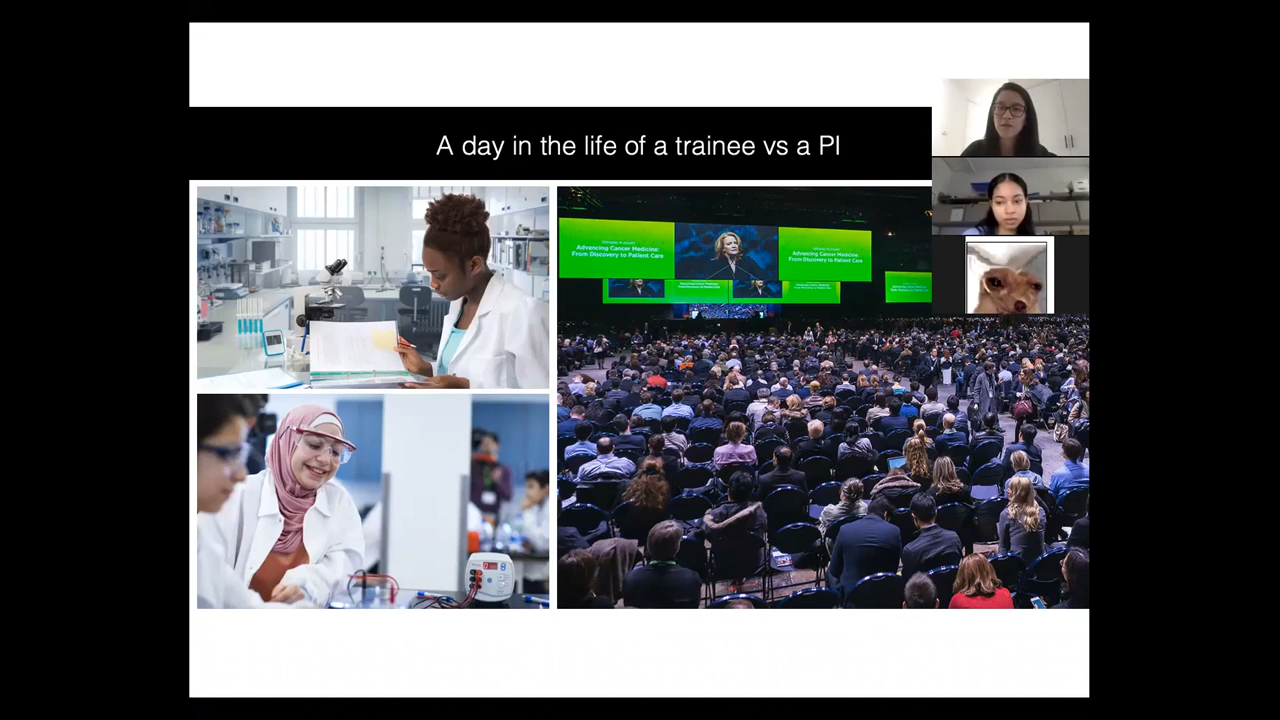 A day in the life of a trainee vs a PI
Advancing Cancer Medicine:
From Discovery to Patient Care
Advancing Cancer Medicine:
From Discovery to Patient Care